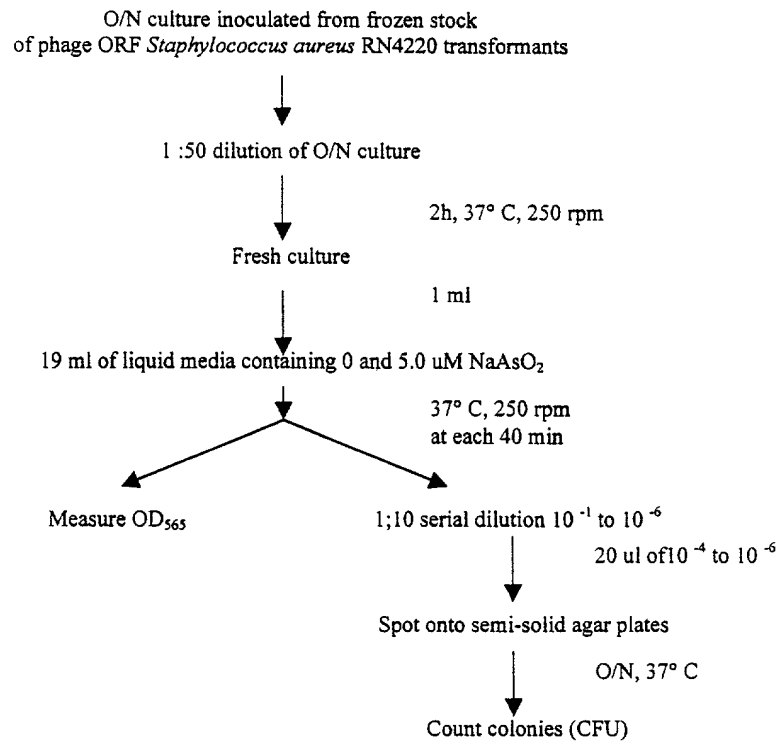 O/N culture inoculated from frozen stock
of phage ORF Staphylococcus aureus RN4220 transformants
1 :50 dilution of O/N culture
2h, 37° C, 250 rpm
Fresh culture
1 ml
19 ml of liquid media containing 0 and 5.0 uM NaAsO₂
37° C, 250 rpm
at each 40 min
Measure OD₅₆₅
1;10 serial dilution 10 ⁻¹ to 10 ⁻⁶
20 ul of10 ⁻⁴ to 10 ⁻⁶
Spot onto semi-solid agar plates
O/N, 37° C
Count colonies (CFU)